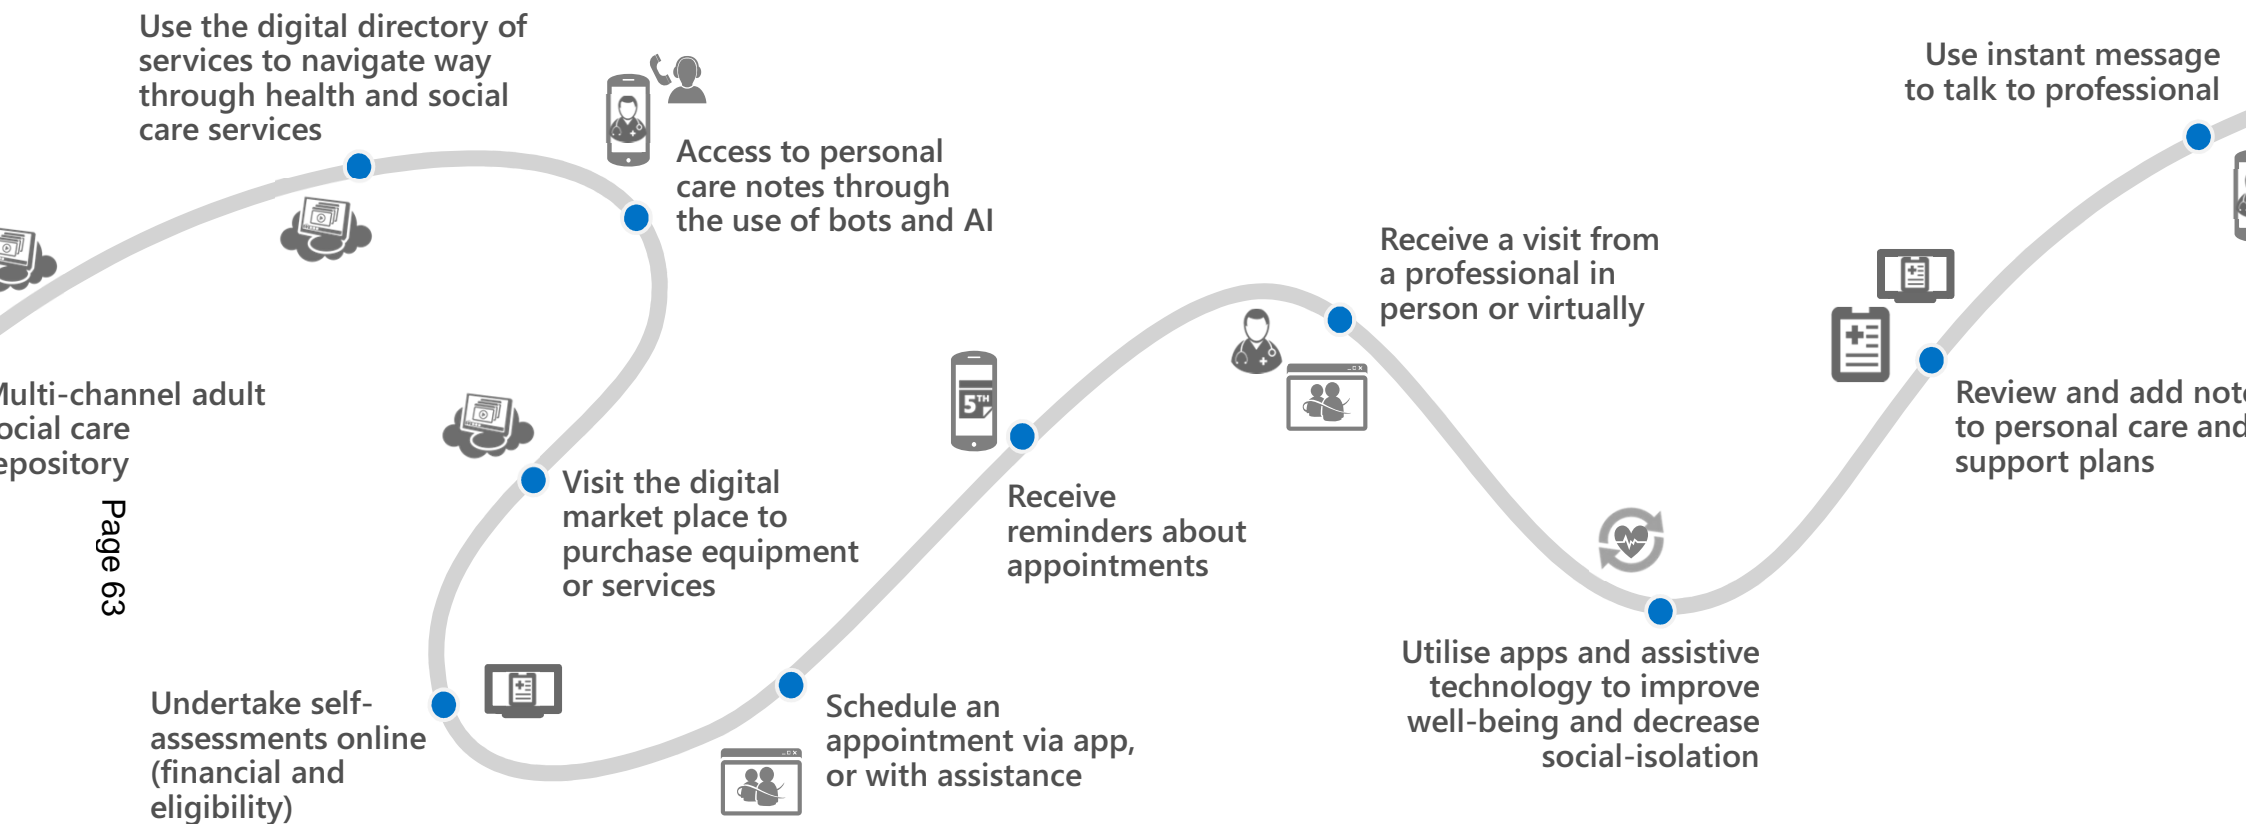 Use the digital directory of
services to navigate way
through health and social
care services
Access to personal
care notes through
the use of bots and AI
Multi-channel adult
social care
repository
Page 63
Visit the digital
market place to
purchase equipment
or services
Undertake self-
assessments online
(financial and
eligibility)
Schedule an
appointment via app,
or with assistance
5TH
Receive
reminders about
appointments
Receive a visit from
a professional in
person or virtually
Utilise apps and assistive
technology to improve
well-being and decrease
social-isolation
Review and add note
to personal care and
support plans
Use instant message
to talk to professional